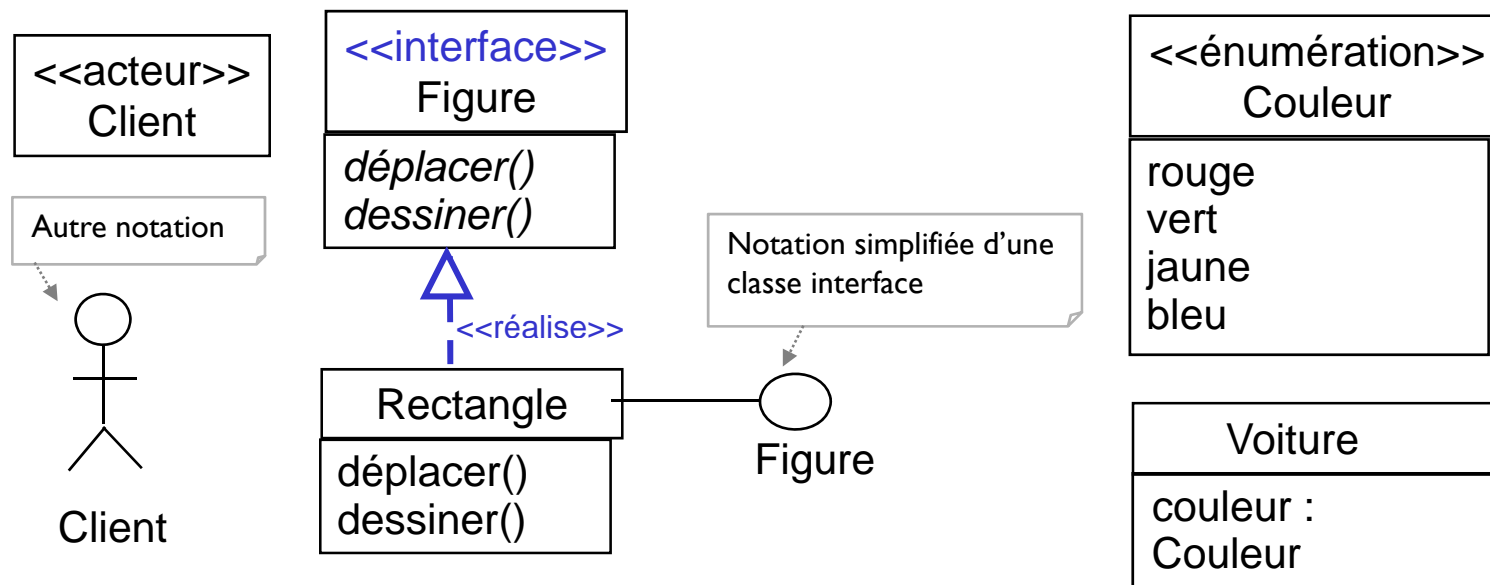 <<acteur>>
Client
Autre notation
Client
<<interface>>
Figure
déplacer()
dessiner()
<<réalise>>
Rectangle
déplacer()
dessiner()
Notation simplifiée d’une
classe interface
Figure
<<énumération>>
Couleur
rouge
vert
jaune
bleu
Voiture
couleur :
Couleur